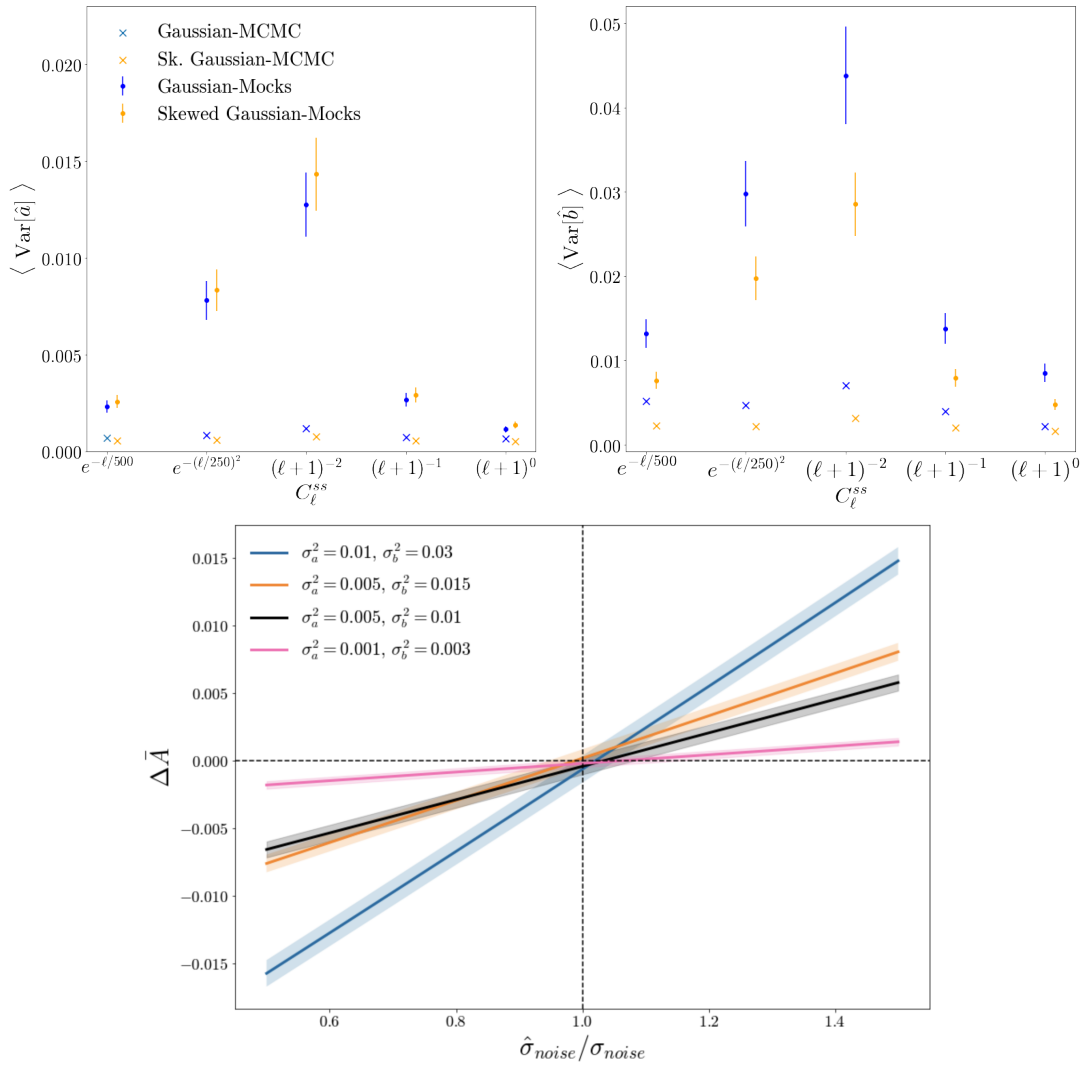 Gaussian-MCMC
Sk. Gaussian-MCMC
Gaussian-Mocks
Skewed Gaussian-Mocks
0.020
0.015
0.010
0.005
0.000
⟨ Var[â] ⟩
e^{-ℓ/500} e^{-(ℓ/250)^2} (ℓ+1)^{-2} (ℓ+1)^{-1} (ℓ+1)^0
C_ℓ^{ss}
0.05
0.04
0.03
0.02
0.01
0.00
⟨Var[b̂] ⟩
e^{-ℓ/500} e^{-(ℓ/250)^2} (ℓ+1)^{-2} (ℓ+1)^{-1} (ℓ+1)^0
C_ℓ^{ss}
σ_a^2 = 0.01, σ_b^2 = 0.03
σ_a^2 = 0.005, σ_b^2 = 0.015
σ_a^2 = 0.005, σ_b^2 = 0.01
σ_a^2 = 0.001, σ_b^2 = 0.003
0.015
0.010
0.005
0.000
−0.005
−0.010
−0.015
ΔĀ
0.6 0.8 1.0 1.2 1.4
σ̂_{noise}/σ_{noise}